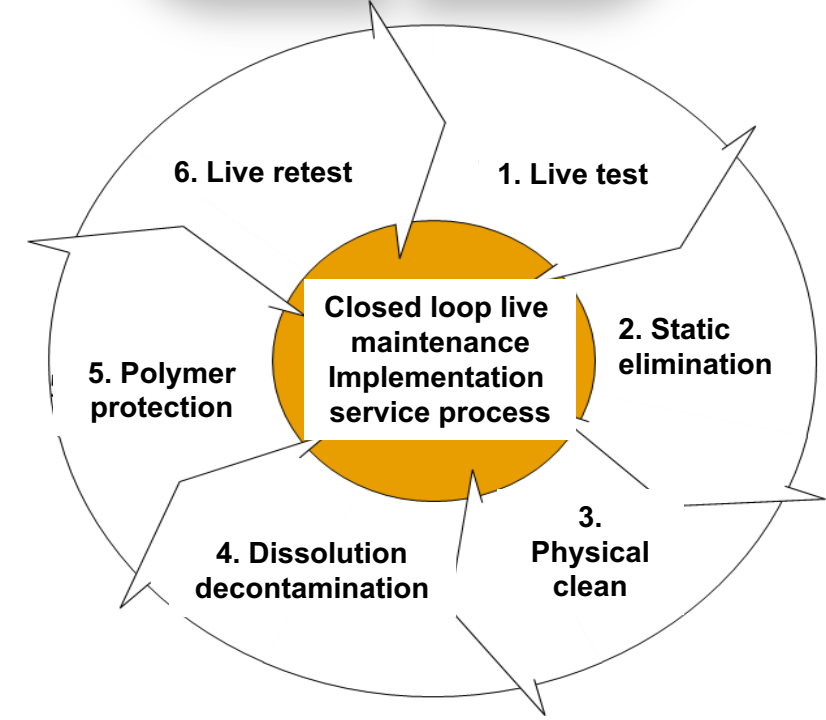 6. Live retest
1. Live test
Closed loop live
maintenance
Implementation
service process
2. Static
elimination
5. Polymer
protection
3.
Physical
clean
4. Dissolution
decontamination